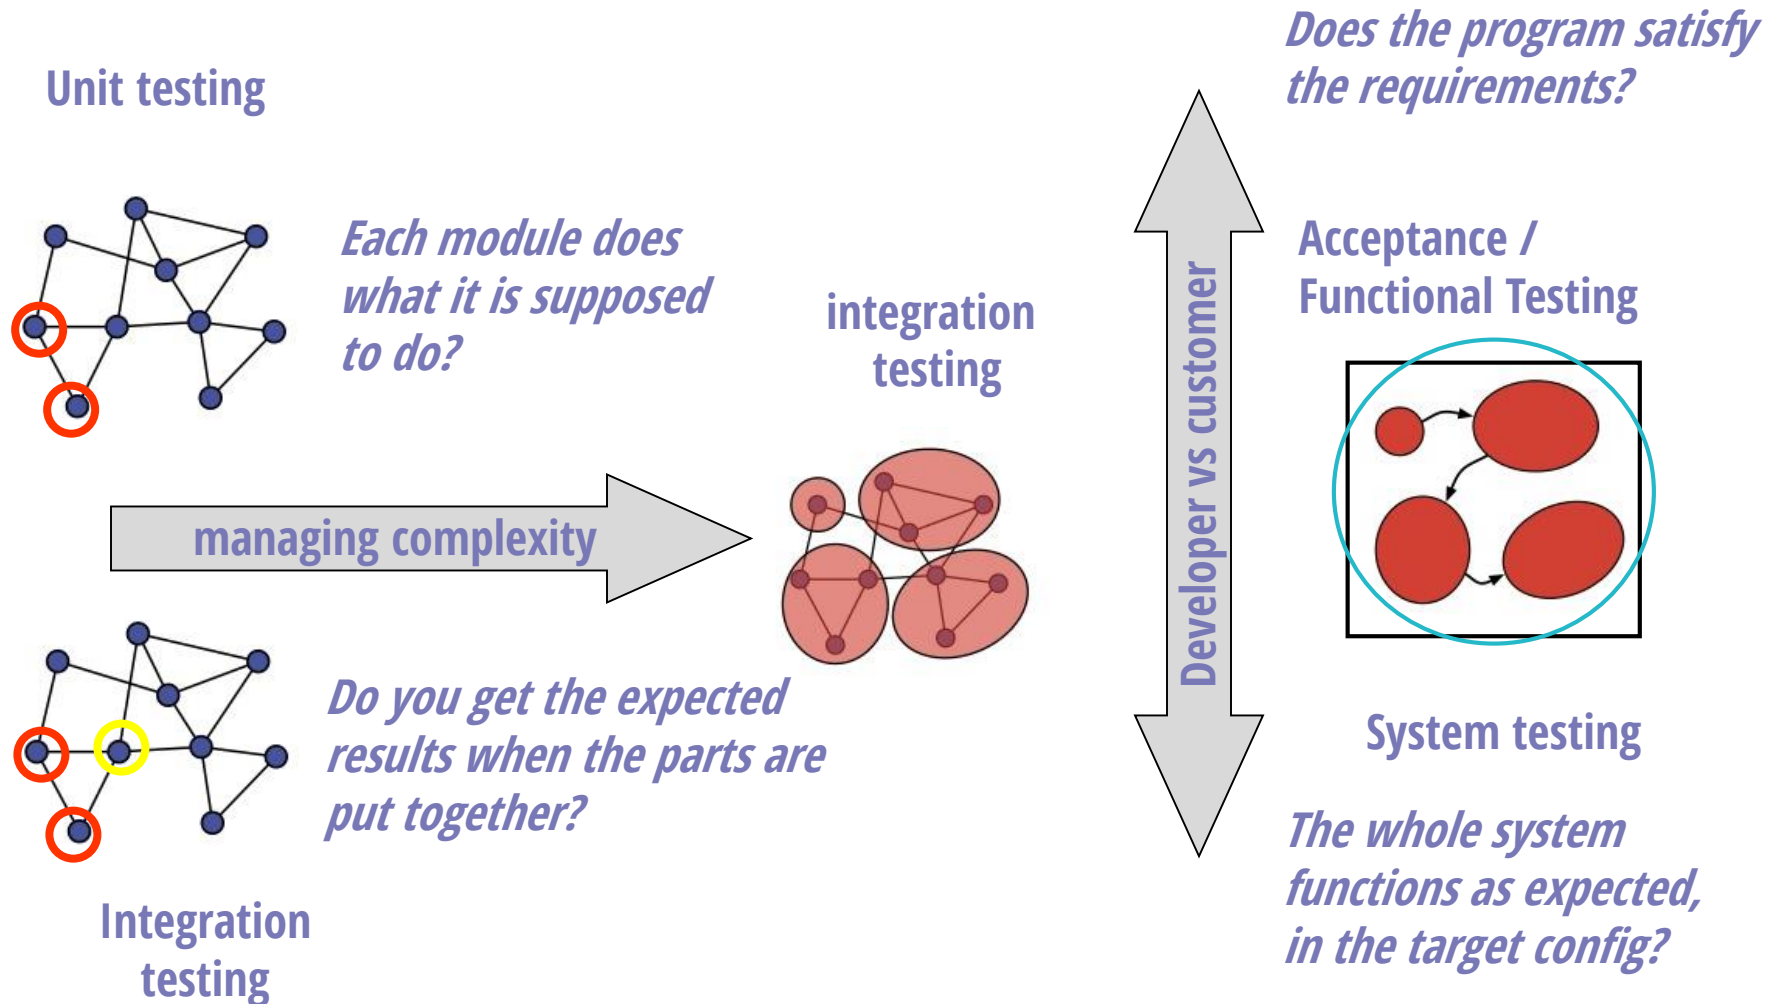 Unit testing
Each module does
what it is supposed
to do?
managing complexity
Do you get the expected
results when the parts are
put together?
Integration
testing
integration
testing
Developer vs customer
Does the program satisfy
the requirements?
Acceptance /
Functional Testing
System testing
The whole system
functions as expected,
in the target config?